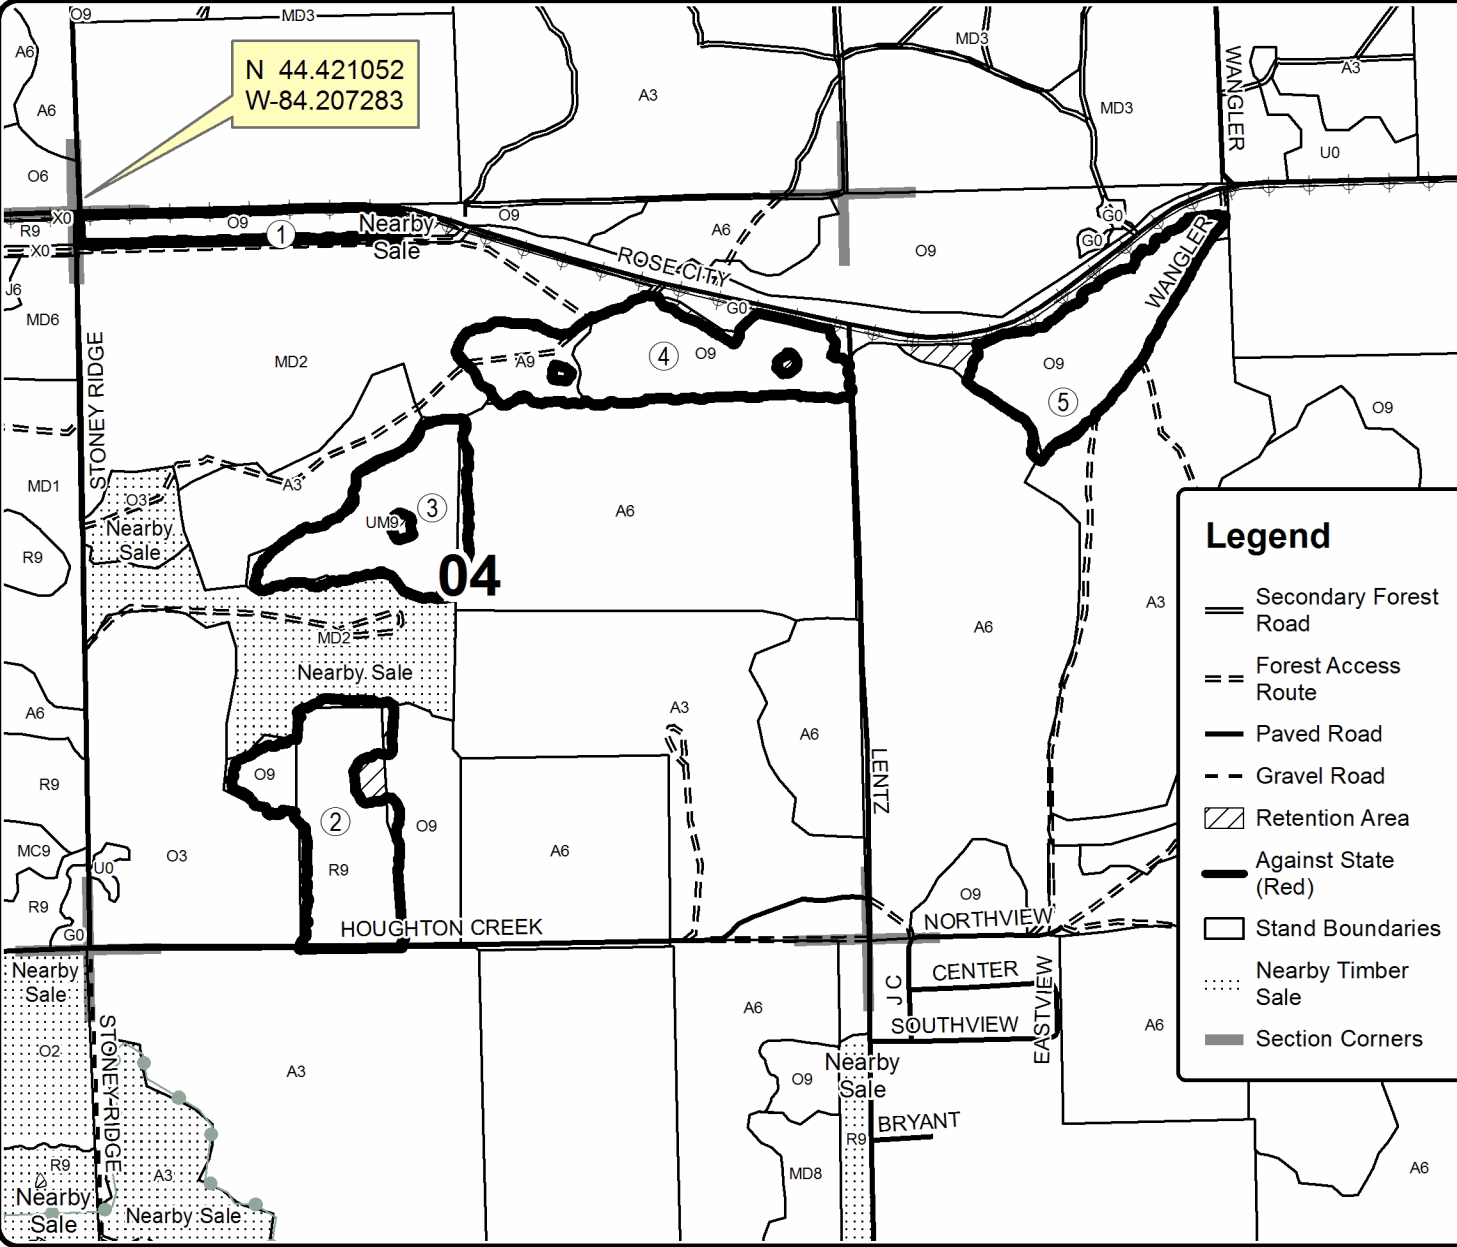 O9
MD3
MD3
A6
N 44.421052
W-84.207283
A3
MD3
WANGLER
A3
A6
U0
O6
X0
R9
X0
O9
1
Nearby
Sale
O9
A6
O9
G0
G0
ROSE CITY
WANGLER
J6
MD6
G0
STONEY RIDGE
MD2
A9
4
O9
O9
5
O9
MD1
A3
O3
Nearby
Sale
UM9
3
A6
R9
04
MD2
A6
A3
Nearby Sale
A6
A3
A6
R9
O9
LENTZ
2
O9
MC9
U0
O3
R9
A6
R9
O9
G0
HOUGHTON CREEK
NORTHVIEW
Nearby
Sale
J C
CENTER
EASTVIEW
A6
SOUTHVIEW
A6
O2
STONEY RIDGE
A3
Nearby
Sale
O9
BRYANT
R9
MD8
R9
A3
A6
Nearby
Sale
Nearby Sale
Legend
Secondary Forest
Road
Forest Access
Route
Paved Road
Gravel Road
Retention Area
Against State
(Red)
Stand Boundaries
Nearby Timber
Sale
Section Corners